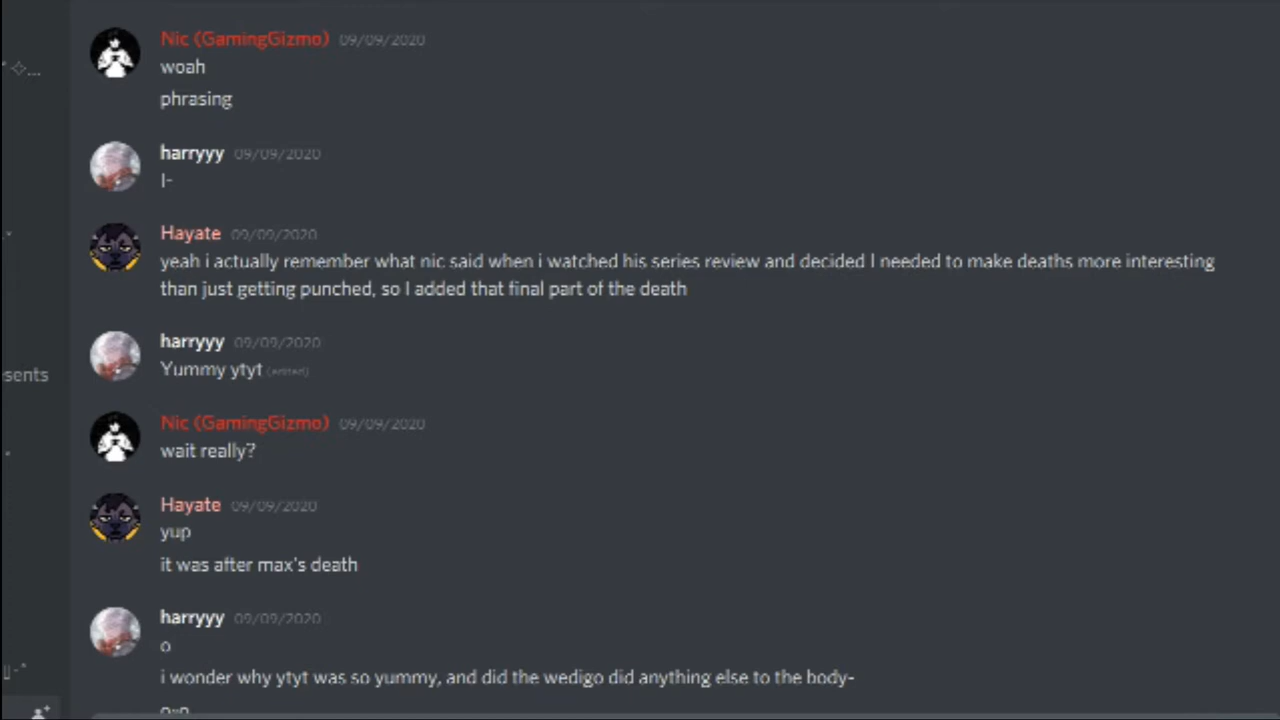 Nic (GamingGizmo) 09/09/2020
woah
phrasing
harryyy 09/09/2020
I-
Hayate 09/09/2020
yeah i actually remember what nic said when i watched his series review and decided I needed to make deaths more interesting
than just getting punched, so I added that final part of the death
harryyy 09/09/2020
Yummy ytyt (edited)
sents
Nic (GamingGizmo) 09/09/2020
wait really?
Hayate 09/09/2020
yup
it was after max's death
harryyy 09/09/2020
o
i wonder why ytyt was so yummy, and did the wedigo did anything else to the body-